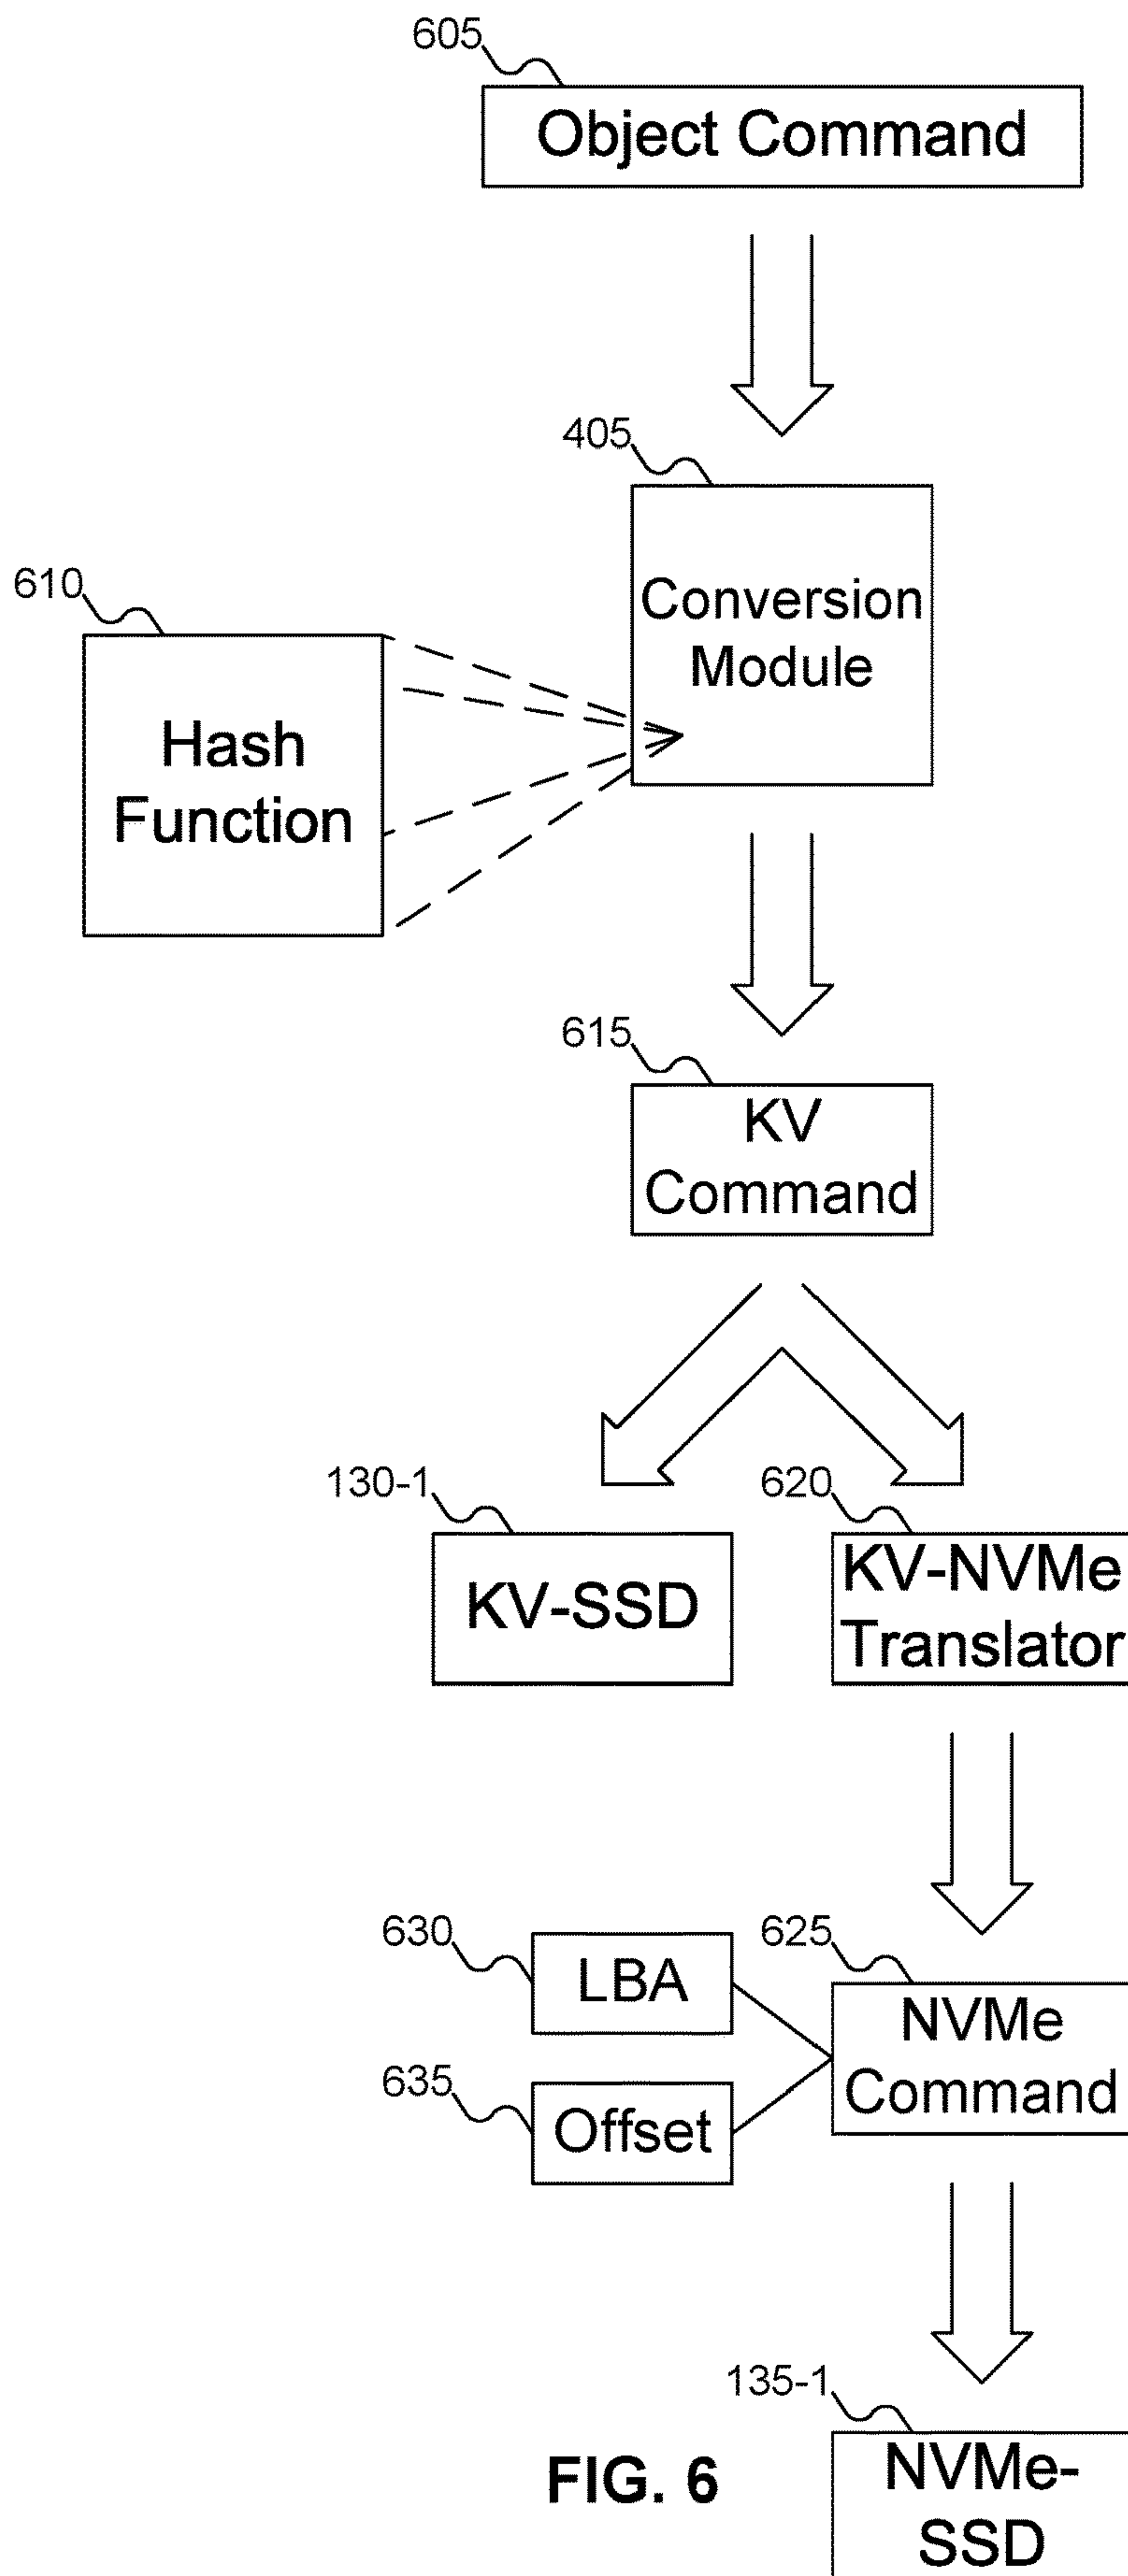 605
Object Command
405
Conversion
Module
610
Hash
Function
615
KV
Command
130-1
KV-SSD
620
KV-NVMe
Translator
630
LBA
625
NVMe
Command
635
Offset
135-1
NVMe-
SSD
FIG. 6